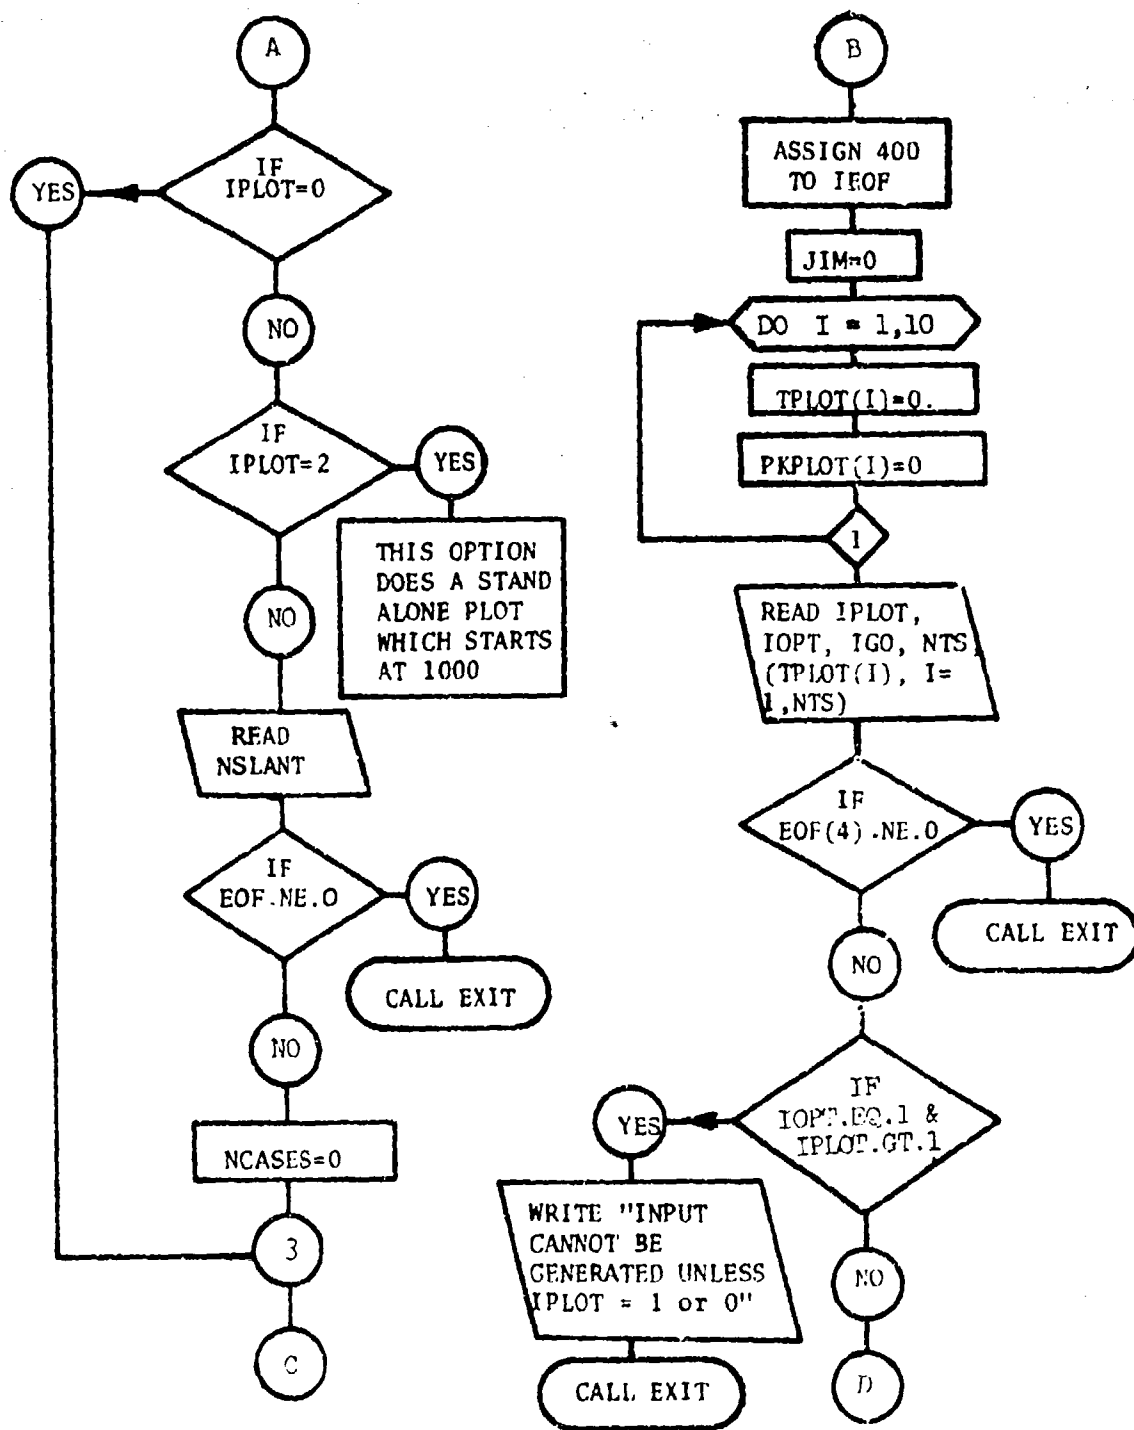 A
IF
IPLOT=0
YES
NO
IF
IPLOT=2
YES
THIS OPTION
DOES A STAND
ALONE PLOT
WHICH STARTS
AT 1000
NO
READ
NSLANT
IF
EOF.NE.0
YES
CALL EXIT
NO
NCASES=0
3
C
B
ASSIGN 400
TO IEOF
JIM=0
DO I = 1,10
TPLOT(I)=0.
PKPLOT(I)=0
1
READ IPLOT,
IOPT, IGO, NTS
(TPLOT(I), I=
1,NTS)
IF
EOF(4).NE.0
YES
CALL EXIT
NO
IF
IOPT.EQ.1 &
IPLOT.GT.1
YES
WRITE "INPUT
CANNOT BE
GENERATED UNLESS
IPLOT = 1 or 0"
CALL EXIT
NO
D